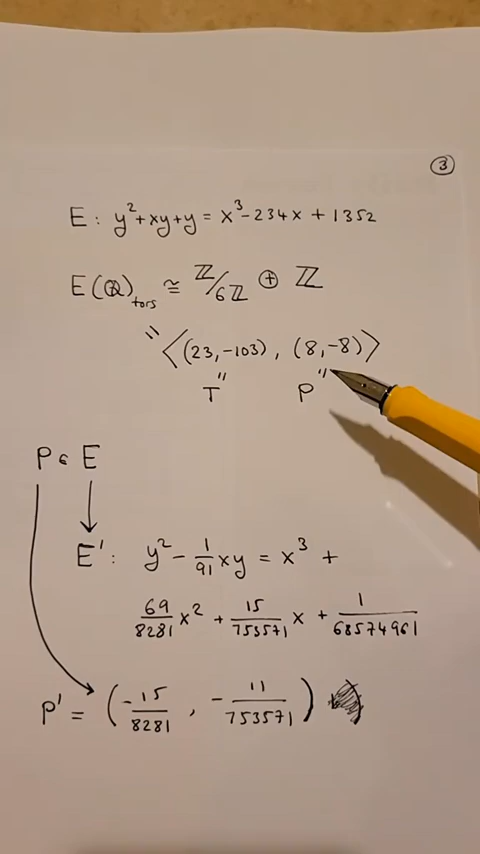 ③
E: y²+xy+y = x³-234x + 1352
E(ℚ)tors ≅ ℤ/6ℤ ⊕ ℤ
" ⟨(23,-103), (8,-8)⟩
" "
T P
P ∈ E
↓
E': y² - 1/91 xy = x³ +
69/8281 x² + 15/753571 x + 1/68574961
P' = (-15/8281, -11/753571)